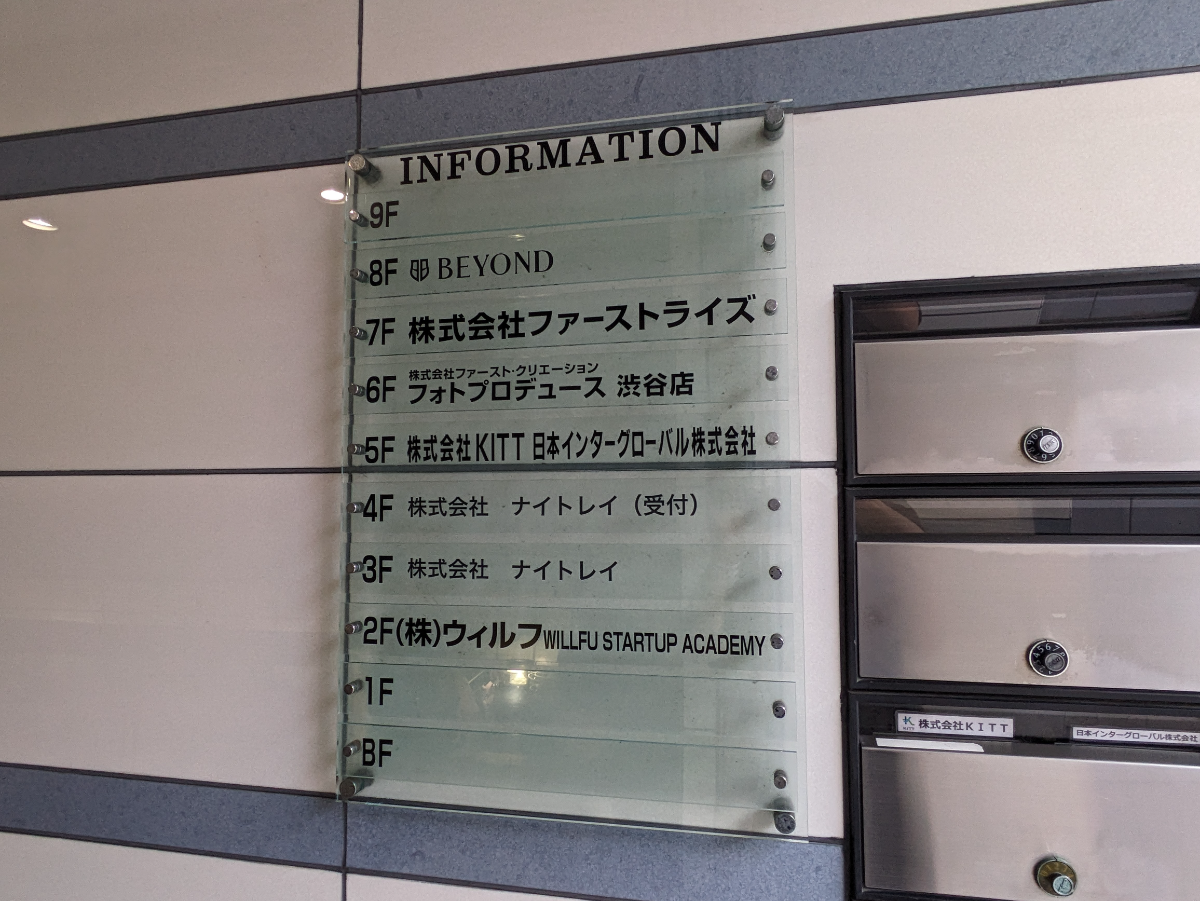 INFORMATION
9F
8F BEYOND
7F 株式会社ファーストライズ
株式会社ファースト・クリエーション
6F フォトプロデュース 渋谷店
5F 株式会社KITT 日本インターグローバル株式会社
4F 株式会社 ナイトレイ（受付）
3F 株式会社 ナイトレイ
2F(株)ウィルフWILLFU STARTUP ACADEMY
1F
BF
株式会社KITT
日本インターグローバル株式会社